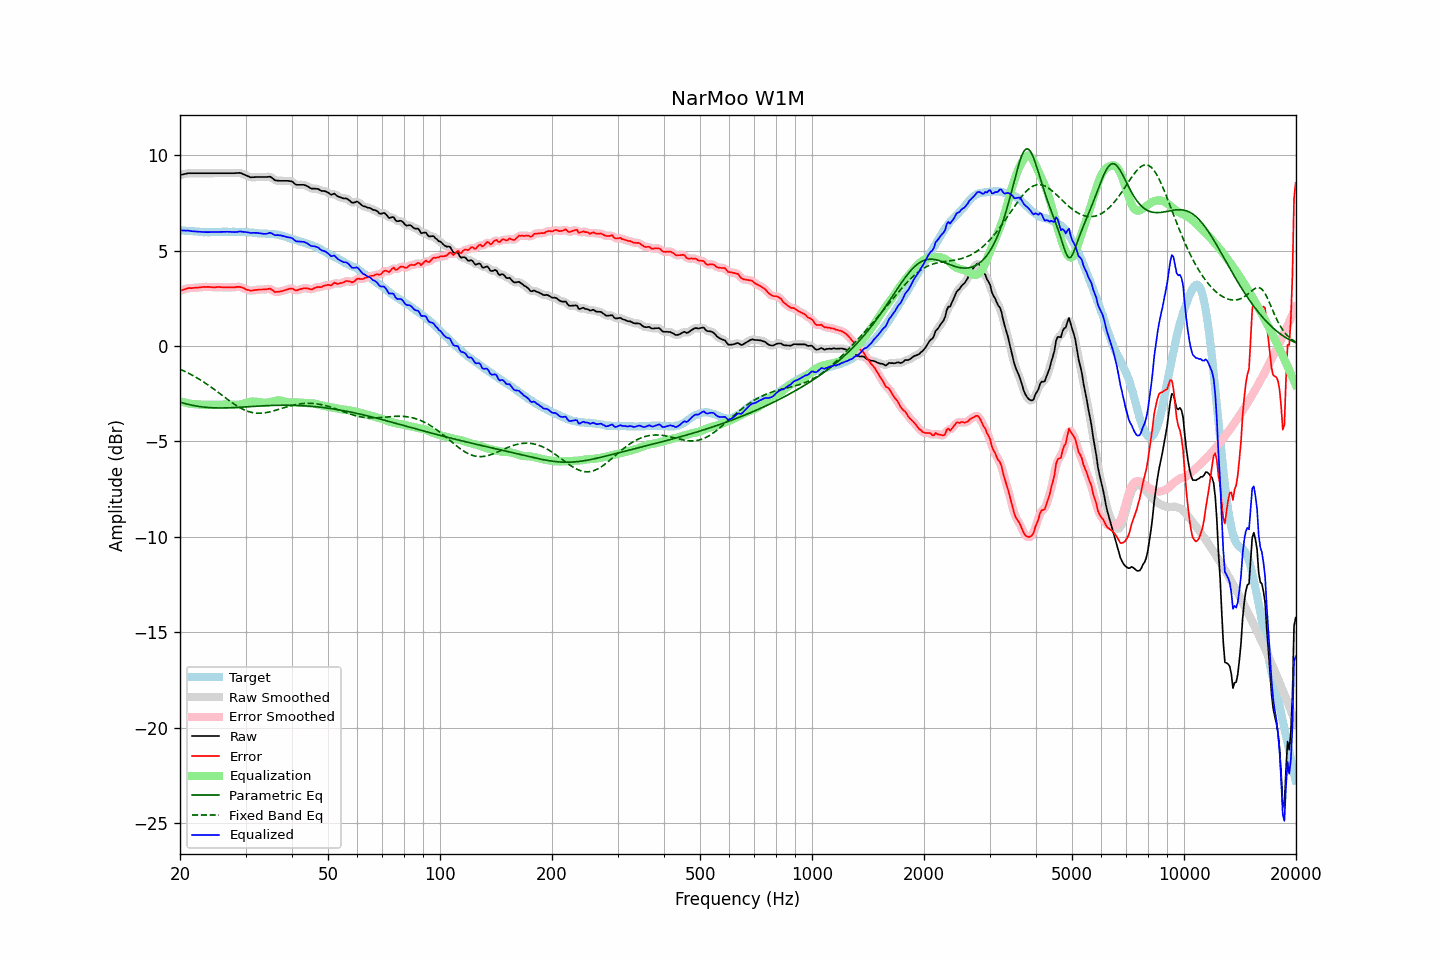 NarMoo W1M
Amplitude (dBr)
10
5
0
−5
−10
−15
−20
−25
Target
Raw Smoothed
Error Smoothed
Raw
Error
Equalization
Parametric Eq
Fixed Band Eq
Equalized
20 50 100 200 500 1000 2000 5000 10000 20000
Frequency (Hz)